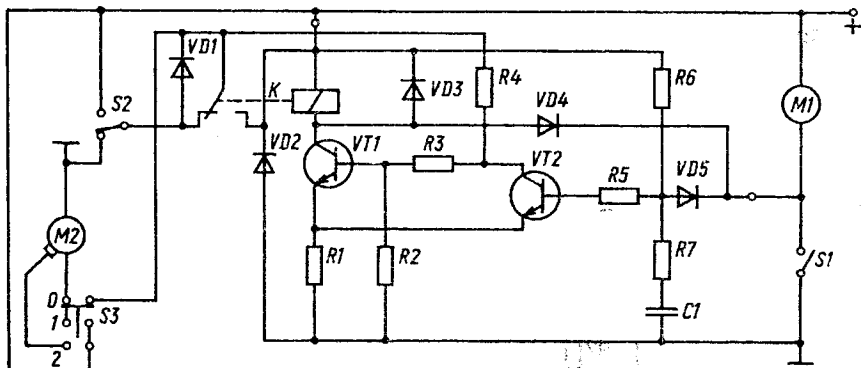 +
VD1
R4
R6
S2
K
VD3
VD4
M1
VD2
VT1
R3
VT2
R5
VD5
M2
R1
R2
R7
S1
0
1
S3
C1
2